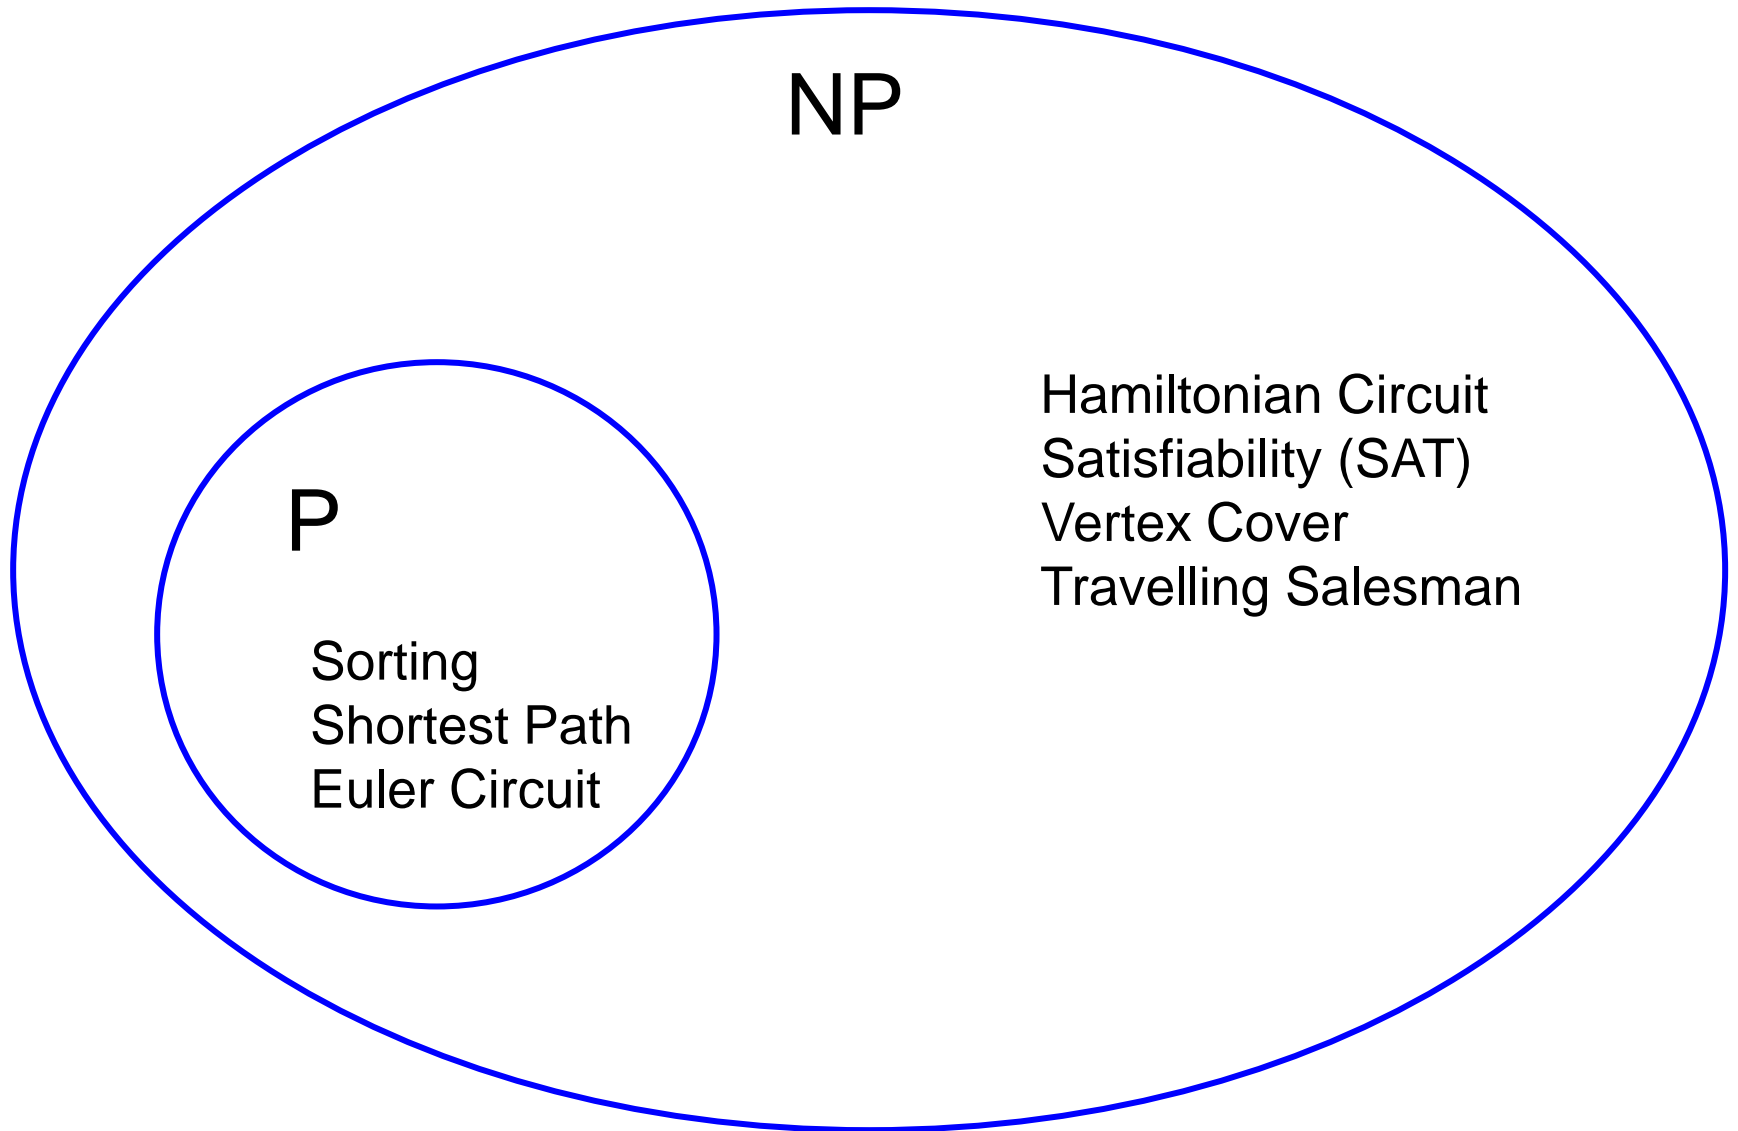 NP
Hamiltonian Circuit
Satisfiability (SAT)
Vertex Cover
Travelling Salesman
P
Sorting
Shortest Path
Euler Circuit